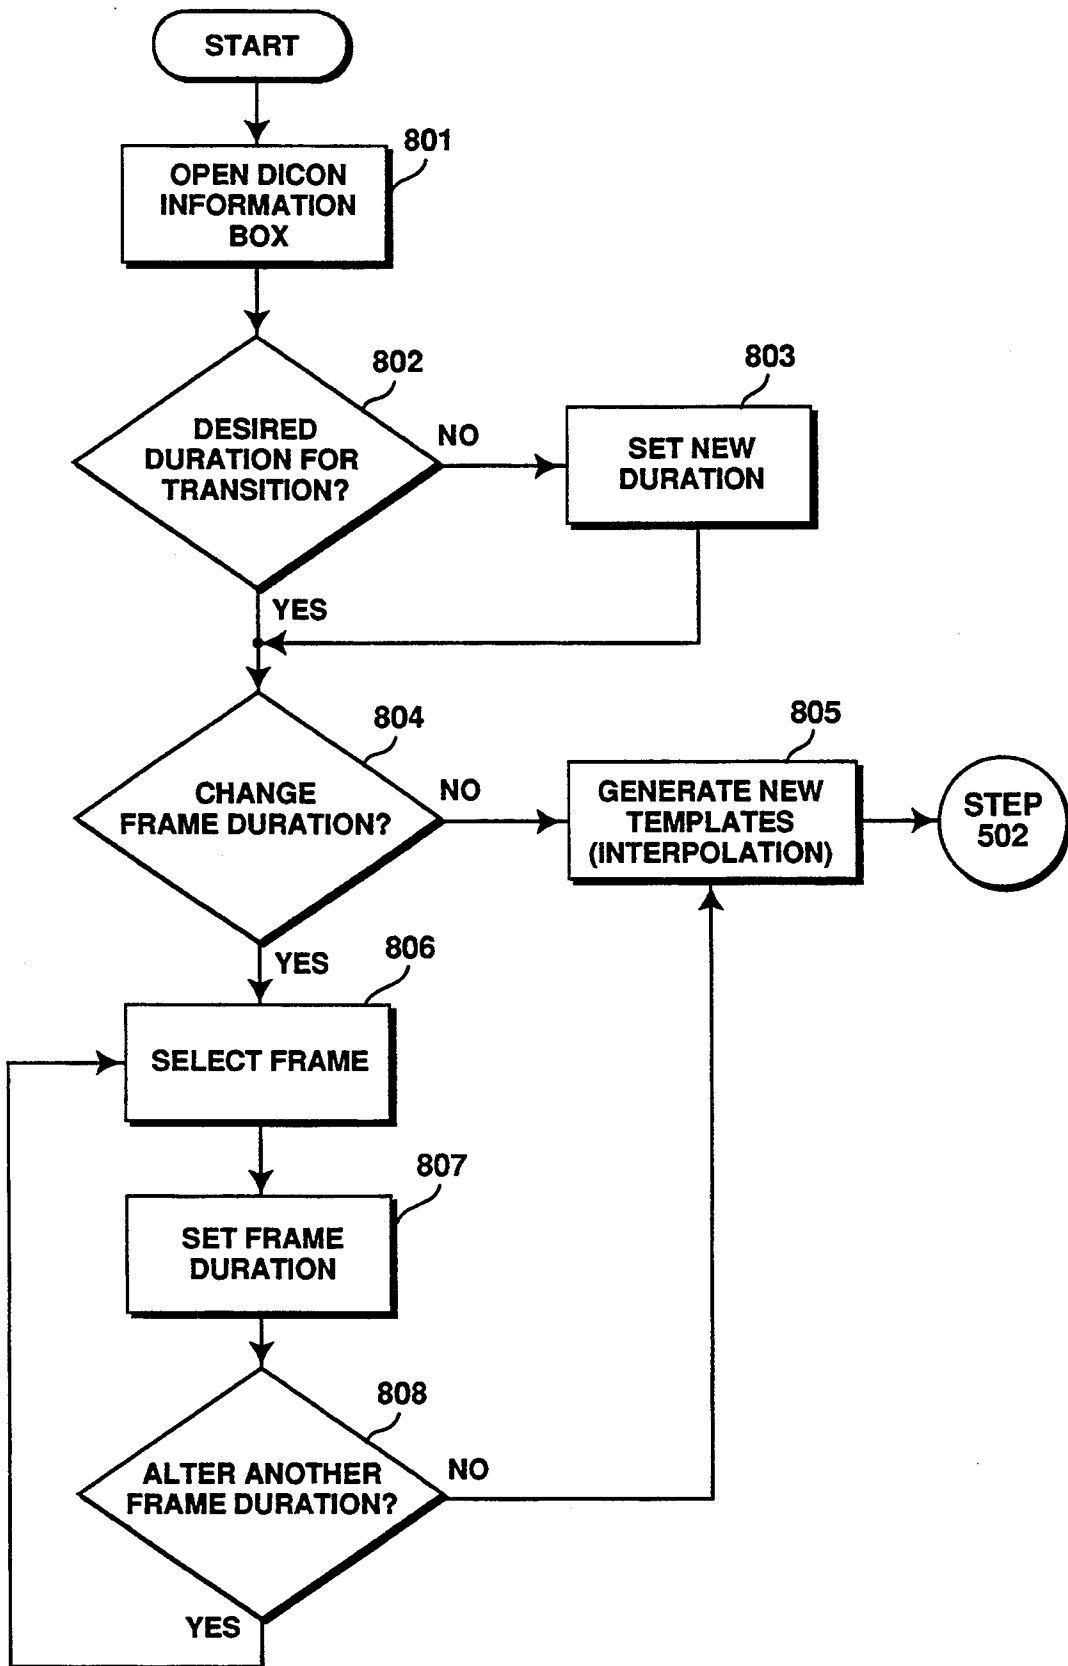 START
801
OPEN DICON
INFORMATION
BOX
802
DESIRED
DURATION FOR
TRANSITION?
NO
803
SET NEW
DURATION
YES
804
CHANGE
FRAME DURATION?
NO
805
GENERATE NEW
TEMPLATES
(INTERPOLATION)
STEP
502
YES
806
SELECT FRAME
807
SET FRAME
DURATION
808
ALTER ANOTHER
FRAME DURATION?
NO
YES